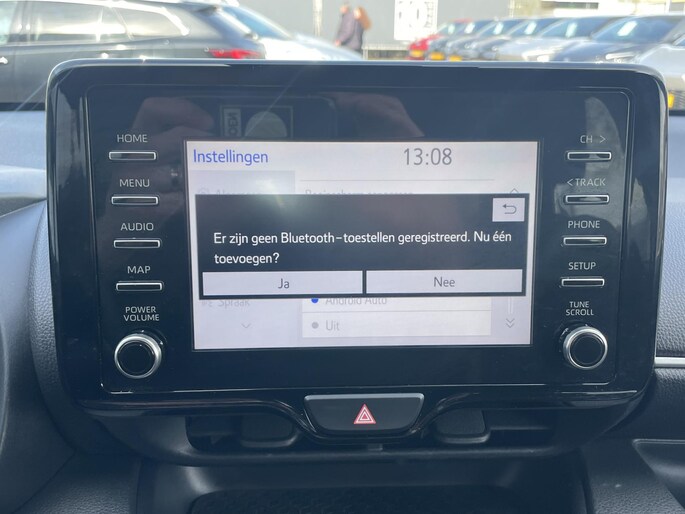 HOME
MENU
AUDIO
MAP
POWER
VOLUME
CH >
< TRACK
PHONE
SETUP
TUNE
SCROLL
Instellingen 13:08
Er zijn geen Bluetooth-toestellen geregistreerd. Nu één
toevoegen?
Ja Nee
Spraak
Android Auto
Uit